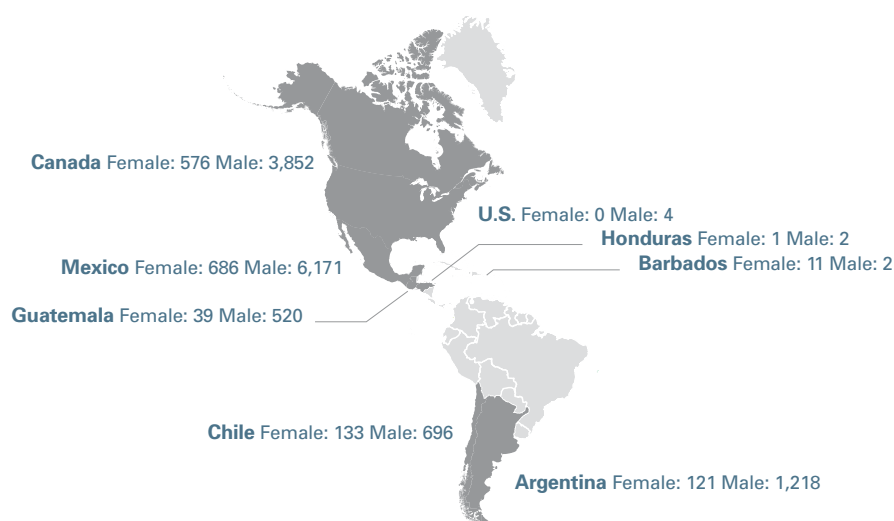 Canada Female: 576 Male: 3,852
U.S. Female: 0 Male: 4
Honduras Female: 1 Male: 2
Mexico Female: 686 Male: 6,171
Barbados Female: 11 Male: 2
Guatemala Female: 39 Male: 520
Chile Female: 133 Male: 696
Argentina Female: 121 Male: 1,218